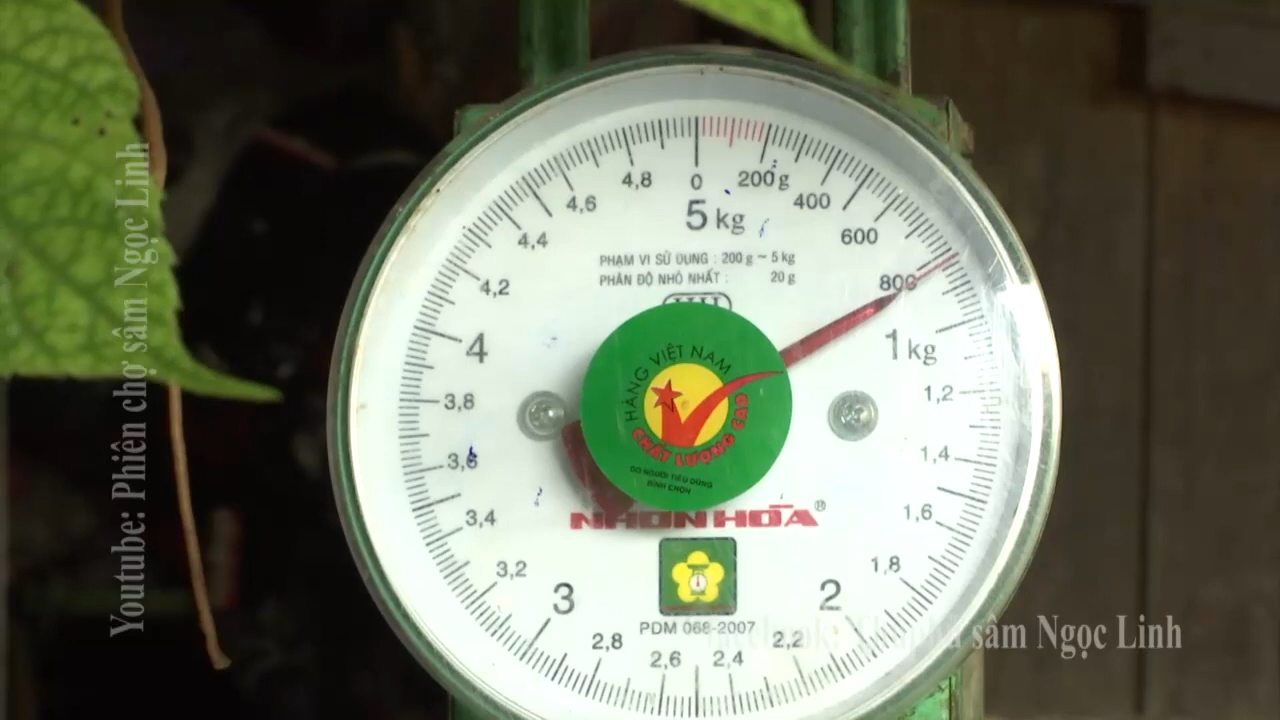 0
200g
400
600
800
1kg
1,2
1,4
1,6
1,8
2
2,2
2,4
2,6
2,8
3
3,2
3,4
3,6
3,8
4
4,2
4,4
4,6
4,8
5 kg
PHẠM VI SỬ DỤNG : 200 g ~ 5 kg
PHÂN ĐỘ NHỎ NHẤT : 20 g
HÀNG VIỆT NAM
CHẤT LƯỢNG CAO
DO NGƯỜI TIÊU DÙNG
BÌNH CHỌN
NHƠN HÒA®
PDM 068-2007
Youtube: Phiên chợ sâm Ngọc Linh
sâm Ngọc Linh